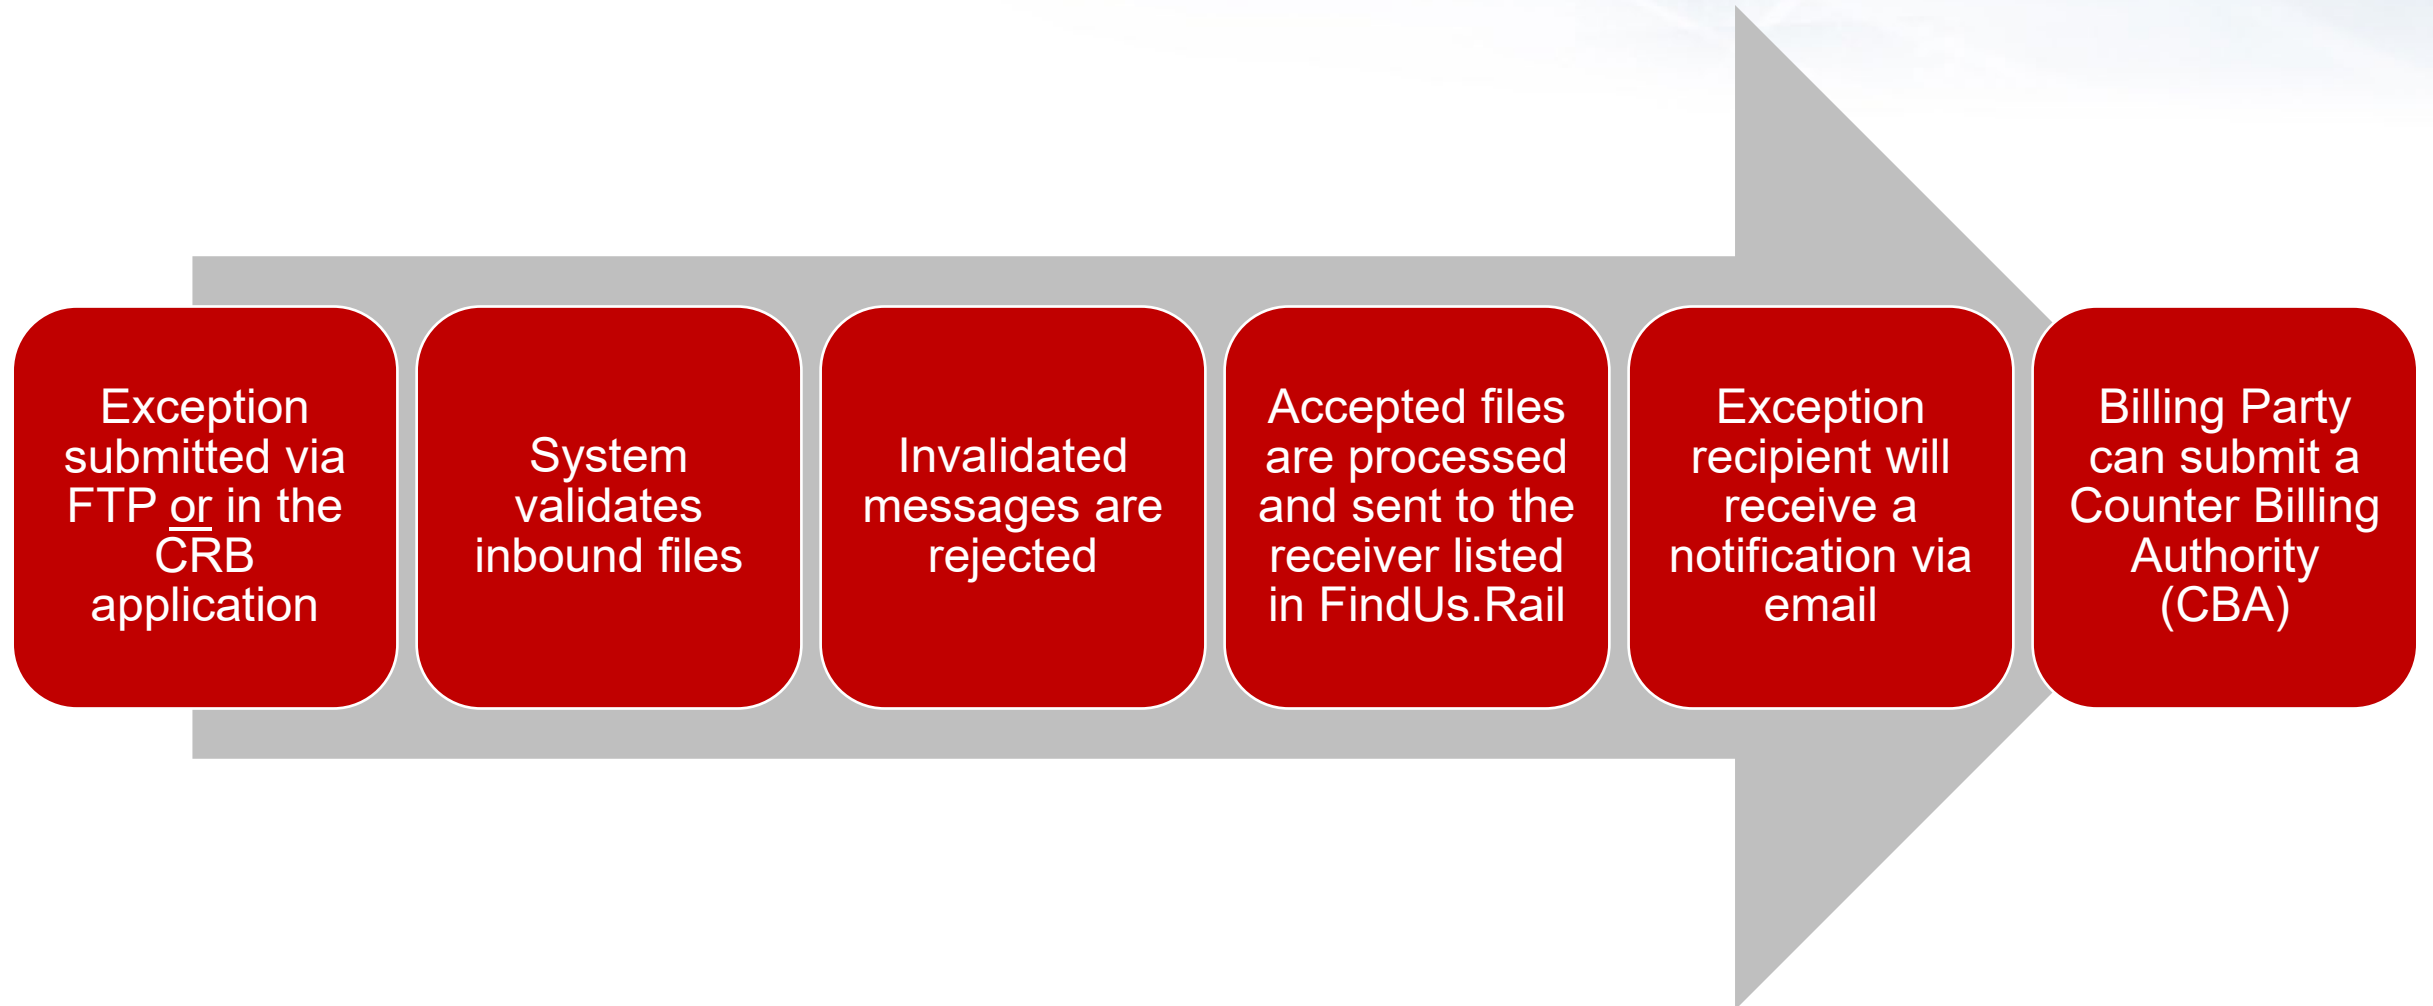 Exception
submitted via
FTP or in the
CRB
application
System
validates
inbound files
Invalidated
messages are
rejected
Accepted files
are processed
and sent to the
receiver listed
in FindUs.Rail
Exception
recipient will
receive a
notification via
email
Billing Party
can submit a
Counter Billing
Authority
(CBA)